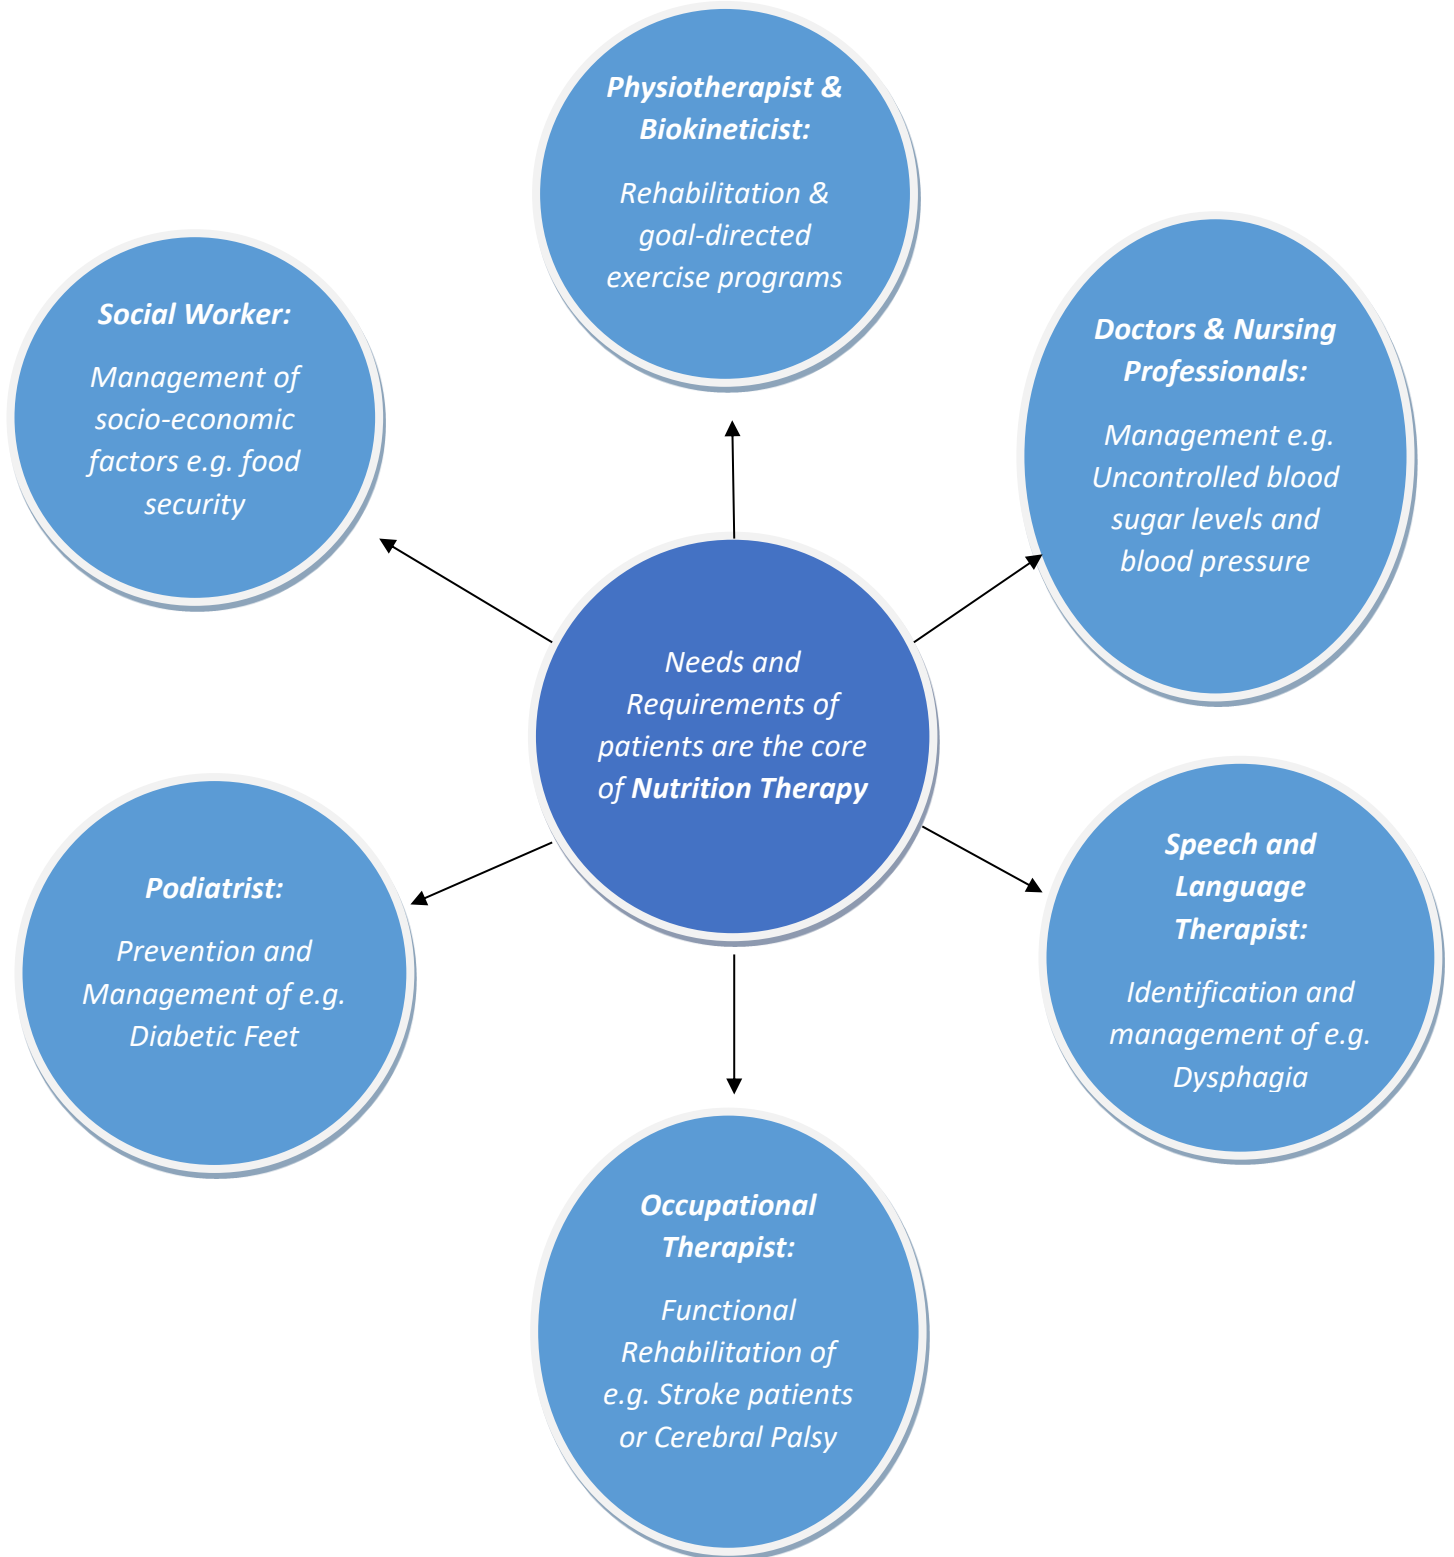 Physiotherapist &
Biokineticist:
Rehabilitation &
goal-directed
exercise programs
Social Worker:
Management of
socio-economic
factors e.g. food
security
Doctors & Nursing
Professionals:
Management e.g.
Uncontrolled blood
sugar levels and
blood pressure
Needs and
Requirements of
patients are the core
of Nutrition Therapy
Podiatrist:
Prevention and
Management of e.g.
Diabetic Feet
Speech and
Language
Therapist:
Identification and
management of e.g.
Dysphagia
Occupational
Therapist:
Functional
Rehabilitation of
e.g. Stroke patients
or Cerebral Palsy